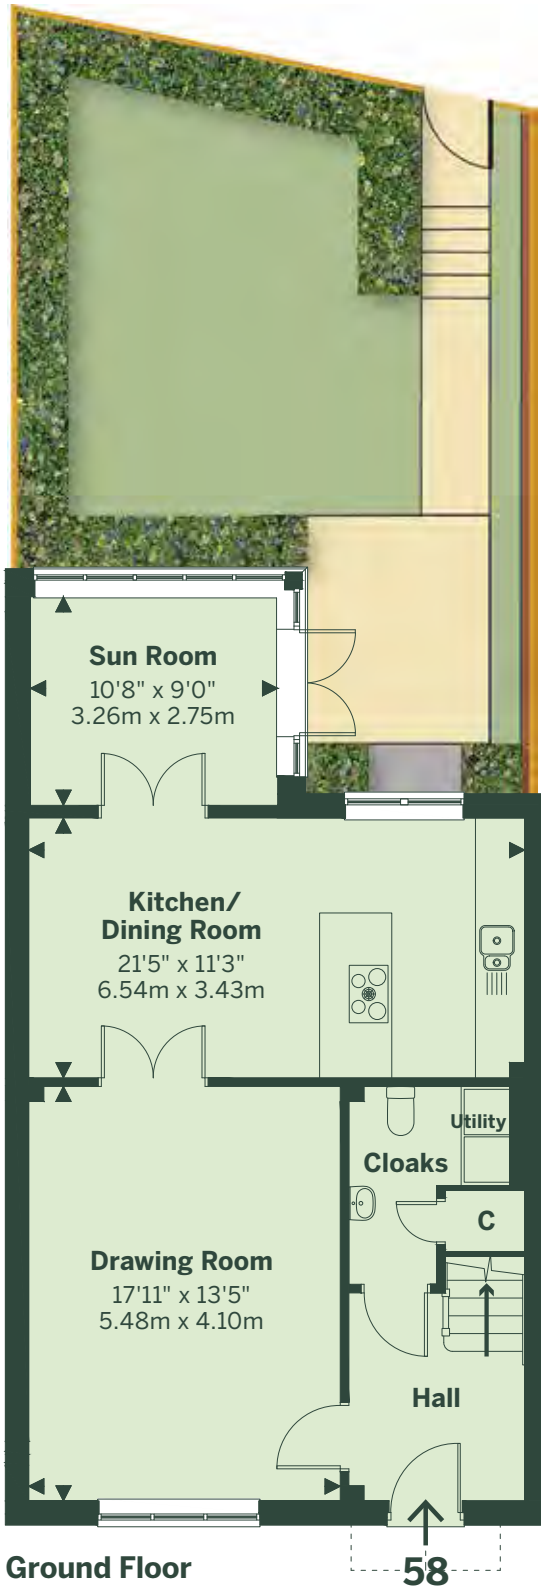 Sun Room
10'8" x 9'0"
3.26m x 2.75m
Kitchen/
Dining Room
21'5" x 11'3"
6.54m x 3.43m
Utility
Cloaks
C
Drawing Room
17'11" x 13'5"
5.48m x 4.10m
Hall
Ground Floor
58